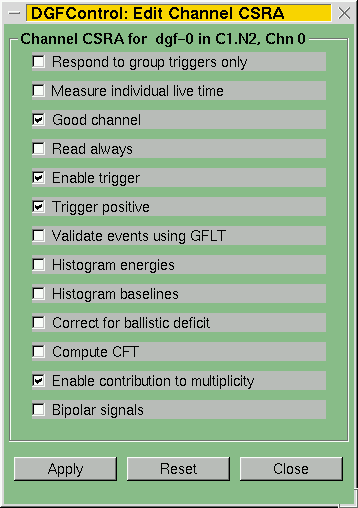 DGFControl: Edit Channel CSRA
Channel CSRA for dgf-0 in C1.N2, Chn 0
Respond to group triggers only
Measure individual live time
Good channel
Read always
Enable trigger
Trigger positive
Validate events using GFLT
Histogram energies
Histogram baselines
Correct for ballistic deficit
Compute CFT
Enable contribution to multiplicity
Bipolar signals
Apply Reset Close